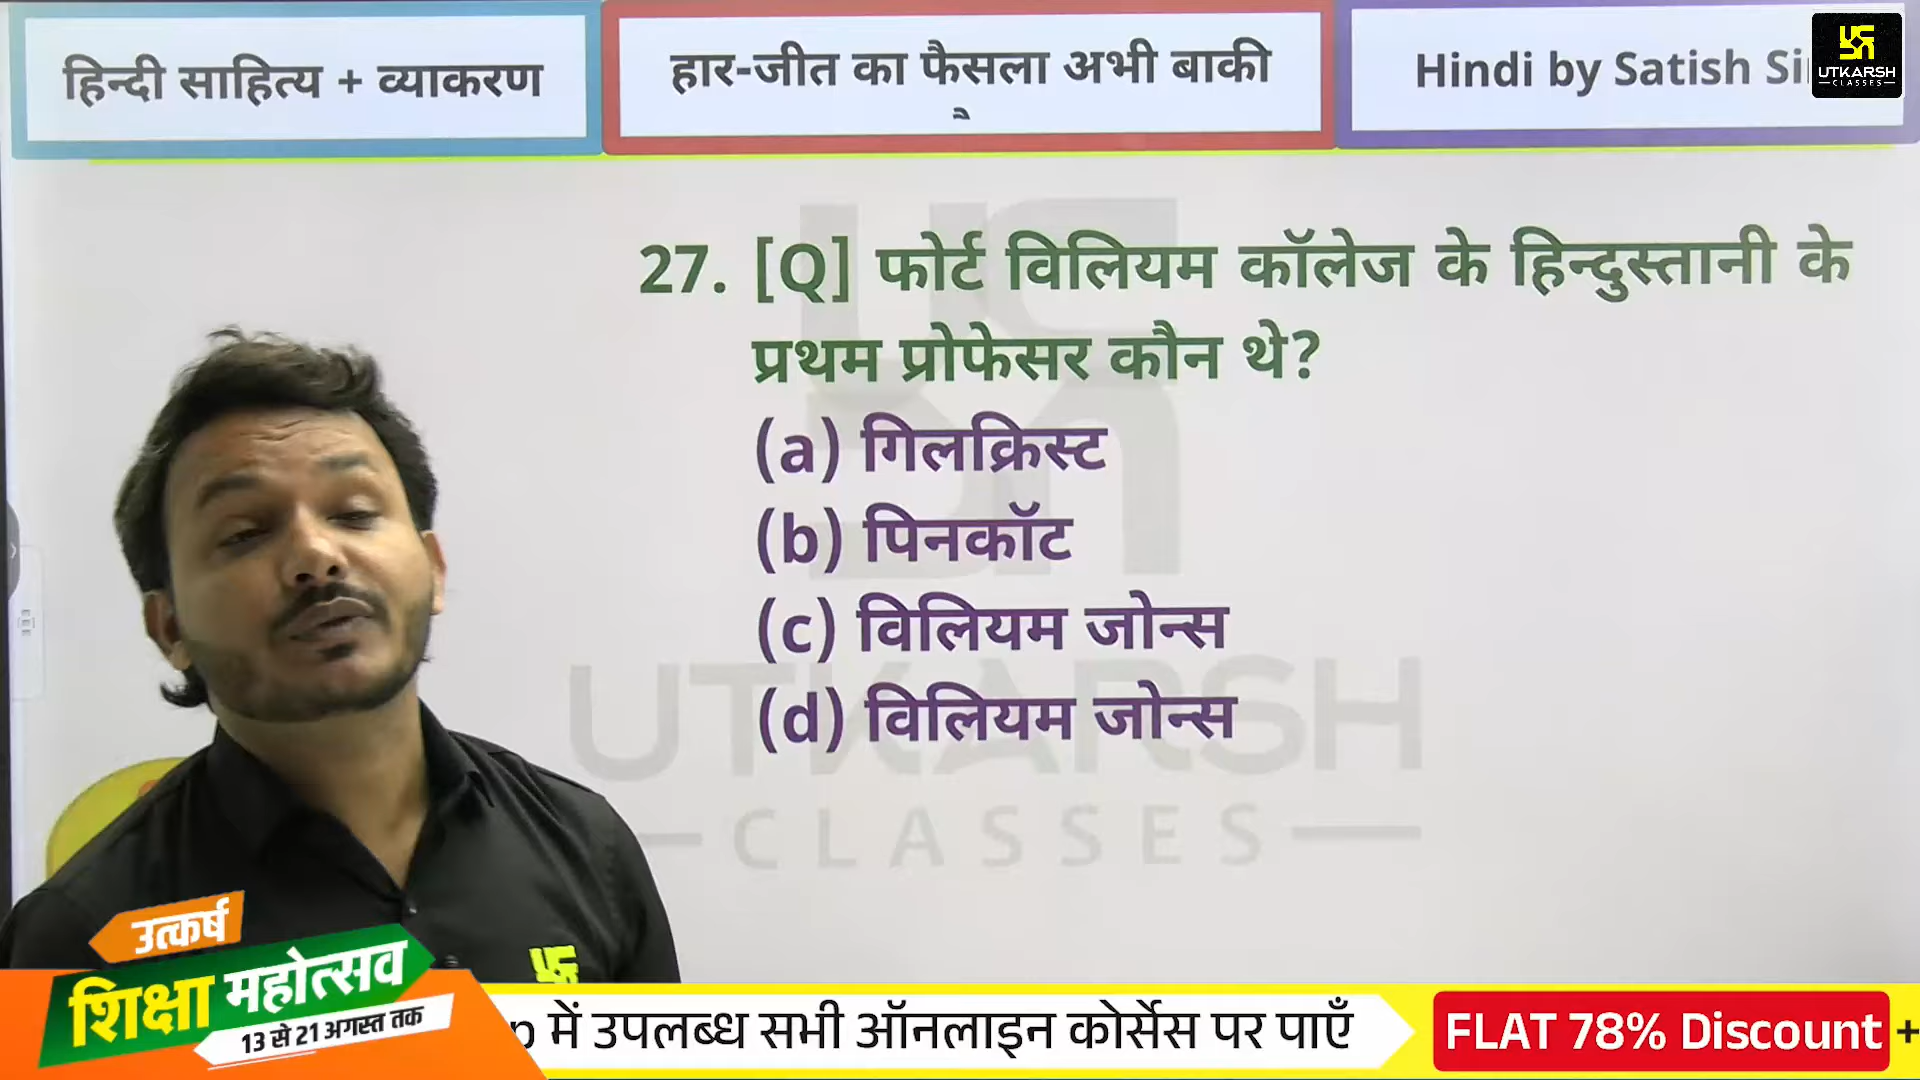 हिन्दी साहित्य + व्याकरण
हार-जीत का फैसला अभी बाकी
Hindi by Satish Si
UTKARSH
CLASSES
27. [Q] फोर्ट विलियम कॉलेज के हिन्दुस्तानी के
प्रथम प्रोफेसर कौन थे?
(a) गिलक्रिस्ट
(b) पिनकॉट
(c) विलियम जोन्स
(d) विलियम जोन्स
UTKARSH
CLASSES
उत्कर्ष
शिक्षा महोत्सव
13 से 21 अगस्त तक
p में उपलब्ध सभी ऑनलाइन कोर्सेस पर पाएँ
FLAT 78% Discount +